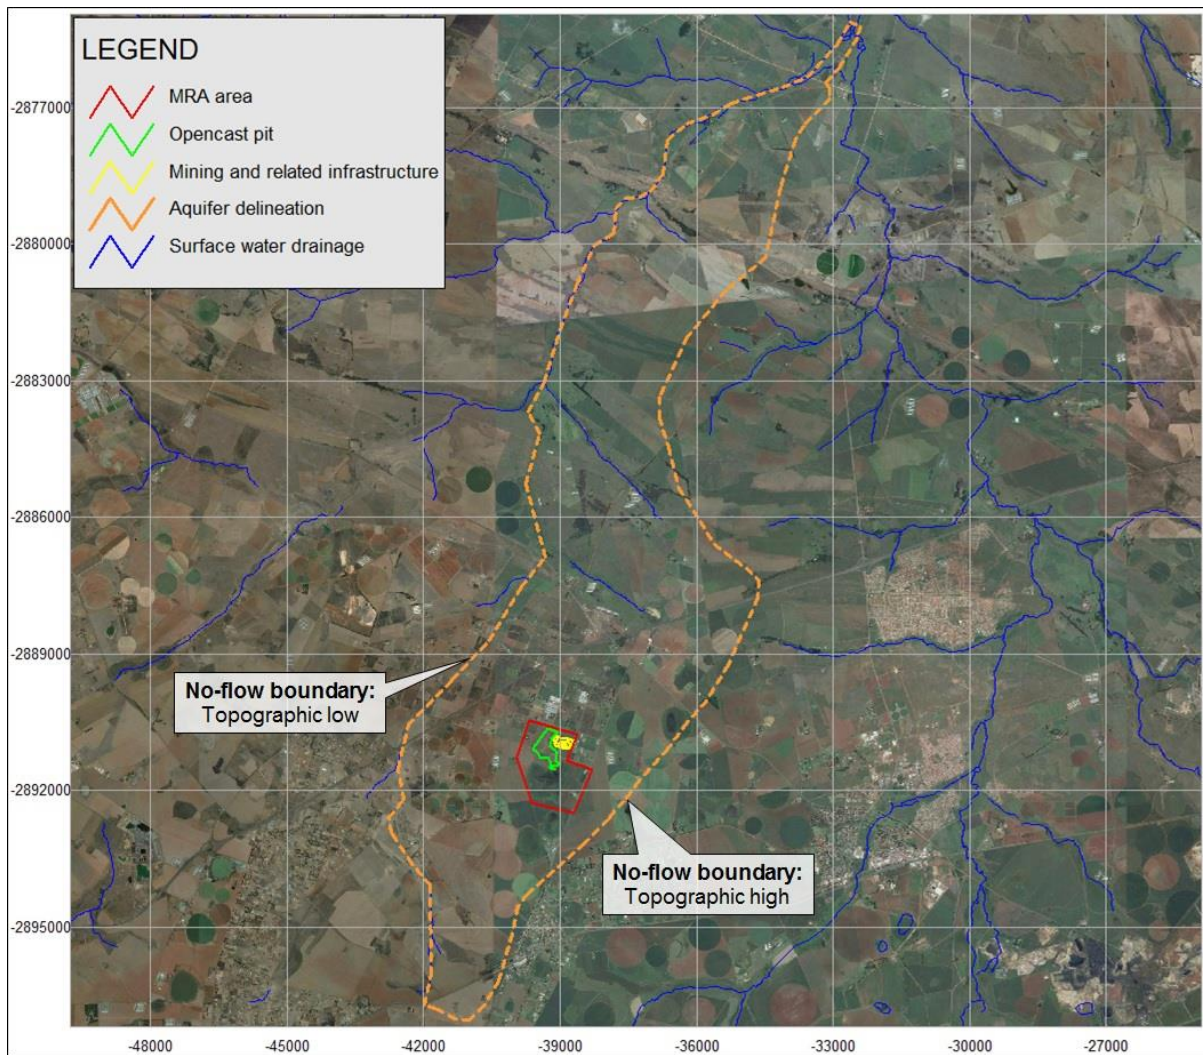 LEGEND
MRA area
Opencast pit
Mining and related infrastructure
Aquifer delineation
Surface water drainage
-2877000
-2880000
-2883000
-2886000
-2889000
No-flow boundary:
Topographic low
-2892000
No-flow boundary:
Topographic high
-2895000
-48000 -45000 -42000 -39000 -36000 -33000 -30000 -27000